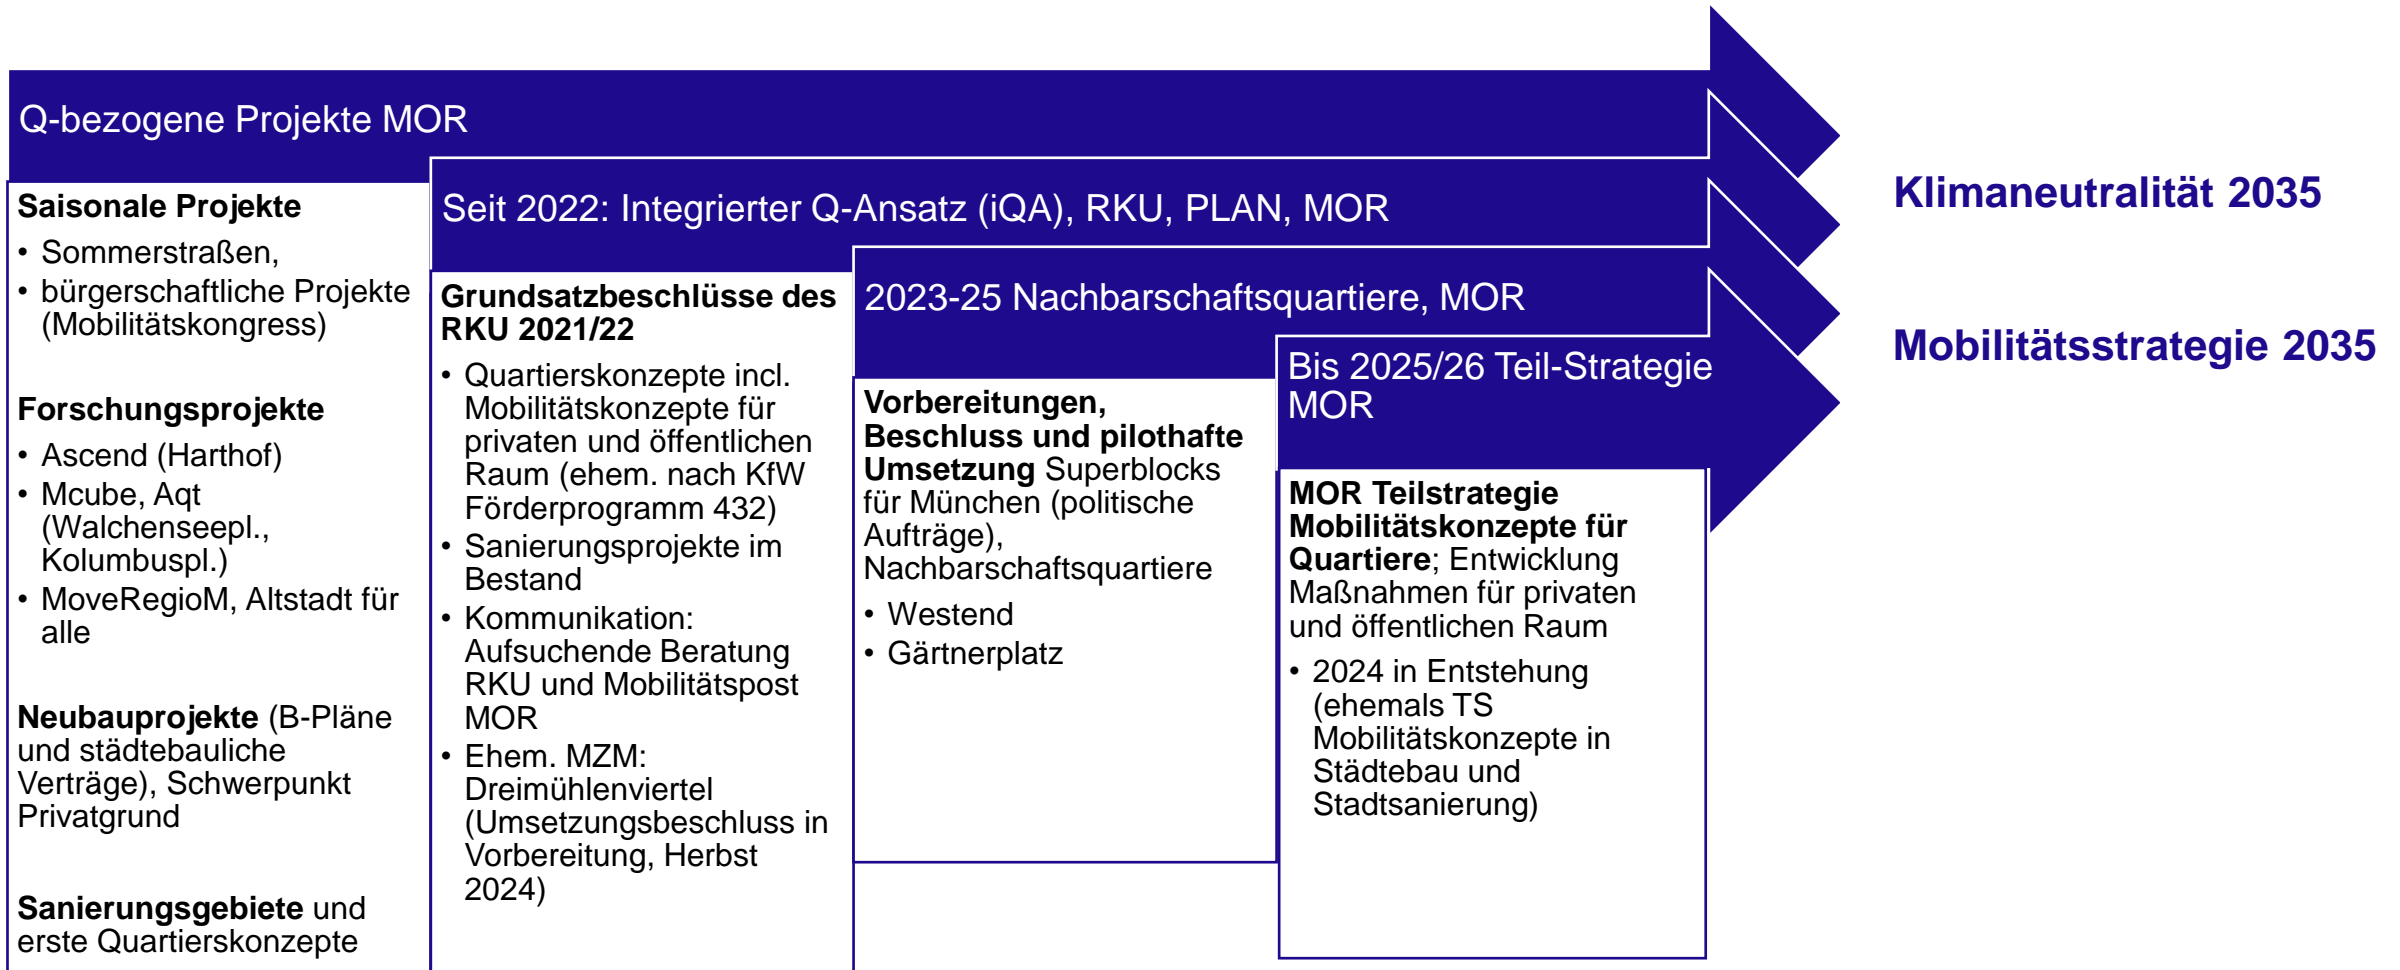 Q-bezogene Projekte MOR
Saisonale Projekte
• Sommerstraßen,
• bürgerschaftliche Projekte
(Mobilitätskongress)
Forschungsprojekte
• Ascend (Harthof)
• Mcube, Aqt
(Walchenseepl.,
Kolumbuspl.)
• MoveRegioM, Altstadt für
alle
Neubauprojekte (B-Pläne
und städtebauliche
Verträge), Schwerpunkt
Privatgrund
Sanierungsgebiete und
erste Quartierskonzepte
Seit 2022: Integrierter Q-Ansatz (iQA), RKU, PLAN, MOR
Grundsatzbeschlüsse des
RKU 2021/22
• Quartierskonzepte incl.
Mobilitätskonzepte für
privaten und öffentlichen
Raum (ehem. nach KfW
Förderprogramm 432)
• Sanierungsprojekte im
Bestand
• Kommunikation:
Aufsuchende Beratung
RKU und Mobilitätspost
MOR
• Ehem. MZM:
Dreimühlenviertel
(Umsetzungsbeschluss in
Vorbereitung, Herbst
2024)
2023-25 Nachbarschaftsquartiere, MOR
Vorbereitungen,
Beschluss und pilothafte
Umsetzung Superblocks
für München (politische
Aufträge),
Nachbarschaftsquartiere
• Westend
• Gärtnerplatz
Bis 2025/26 Teil-Strategie
MOR
MOR Teilstrategie
Mobilitätskonzepte für
Quartiere; Entwicklung
Maßnahmen für privaten
und öffentlichen Raum
• 2024 in Entstehung
(ehemals TS
Mobilitätskonzepte in
Städtebau und
Stadtsanierung)
Klimaneutralität 2035
Mobilitätsstrategie 2035